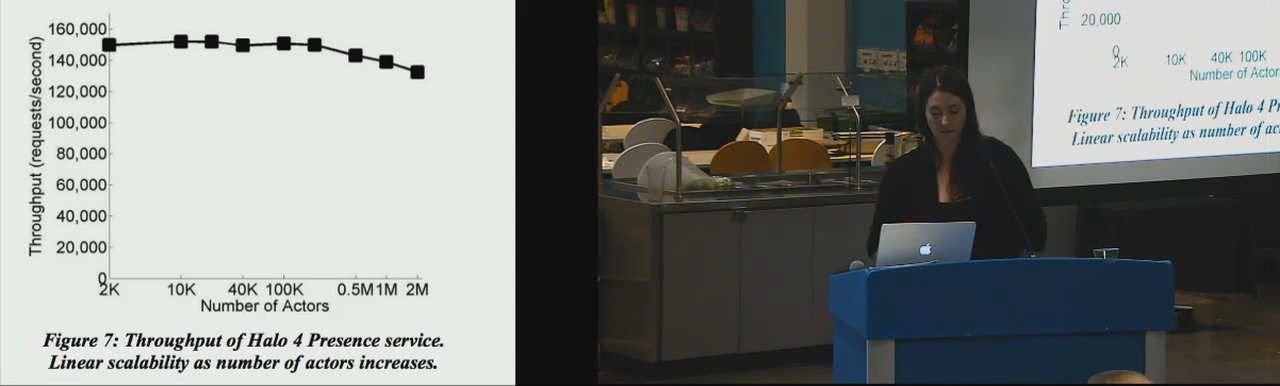 160,000
140,000
120,000
100,000
80,000
60,000
40,000
20,000
0
Throughput (requests/second)
2K 10K 40K 100K 0.5M 1M 2M
Number of Actors
Figure 7: Throughput of Halo 4 Presence service.
Linear scalability as number of actors increases.
20,000
0
2K 10K 40K 100K
Number of Actor
Figure 7: Throughput of Halo 4 P
Linear scalability as number of ac